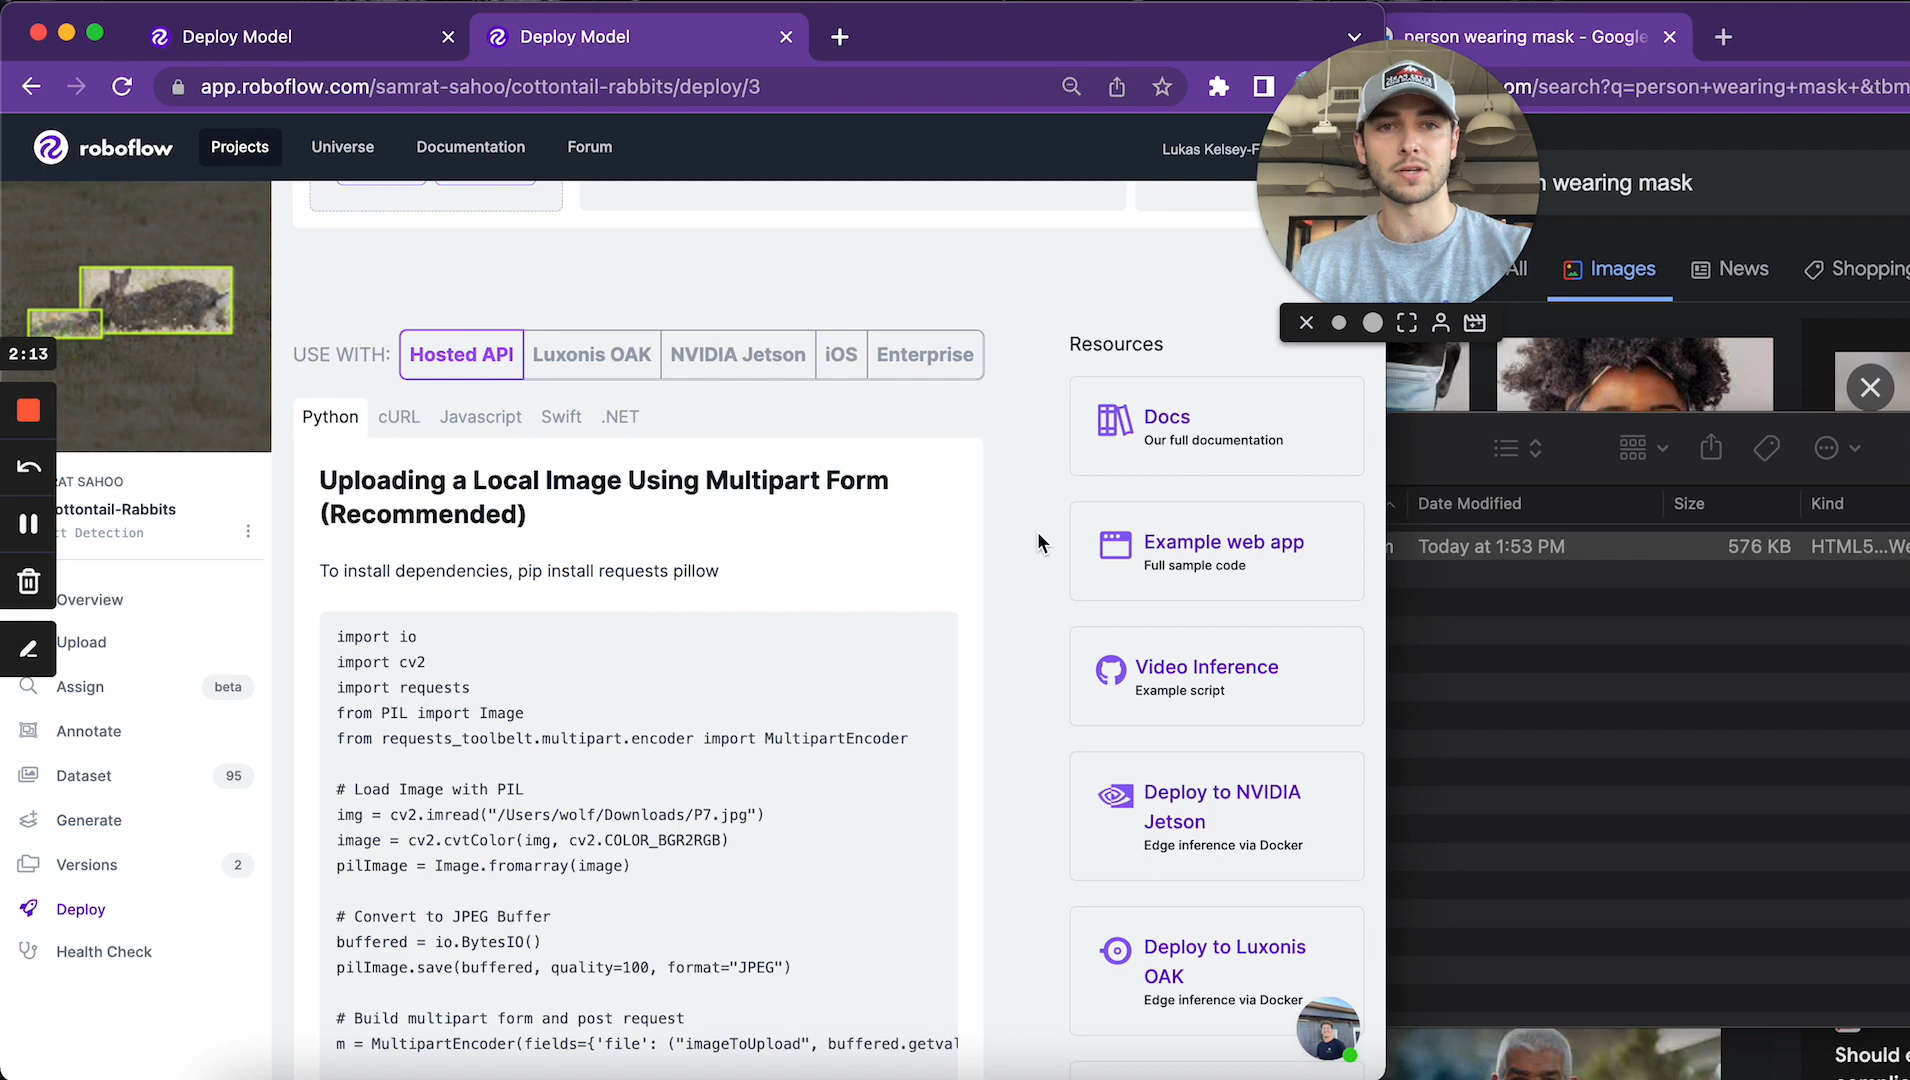 Deploy Model
Deploy Model
person wearing mask - Google
app.roboflow.com/samrat-sahoo/cottontail-rabbits/deploy/3
om/search?q=person+wearing+mask+&tbm
roboflow
Projects
Universe
Documentation
Forum
Lukas Kelsey-F
wearing mask
All
Images
News
Shopping
2:13
RAT SAHOO
ottontail-Rabbits
ct Detection
Overview
Upload
Assign
beta
Annotate
Dataset
95
Generate
Versions
2
Deploy
Health Check
USE WITH:
Hosted API
Luxonis OAK
NVIDIA Jetson
iOS
Enterprise
Python
cURL
Javascript
Swift
.NET
Uploading a Local Image Using Multipart Form
(Recommended)
To install dependencies, pip install requests pillow
import io
import cv2
import requests
from PIL import Image
from requests_toolbelt.multipart.encoder import MultipartEncoder
# Load Image with PIL
img = cv2.imread("/Users/wolf/Downloads/P7.jpg")
image = cv2.cvtColor(img, cv2.COLOR_BGR2RGB)
pilImage = Image.fromarray(image)
# Convert to JPEG Buffer
buffered = io.BytesIO()
pilImage.save(buffered, quality=100, format="JPEG")
# Build multipart form and post request
m = MultipartEncoder(fields={'file': ("imageToUpload", buffered.getval
Resources
Docs
Our full documentation
Example web app
Full sample code
Video Inference
Example script
Deploy to NVIDIA
Jetson
Edge inference via Docker
Deploy to Luxonis
OAK
Edge inference via Docker
Date Modified
Size
Kind
Today at 1:53 PM
576 KB
HTML5...We
Should e